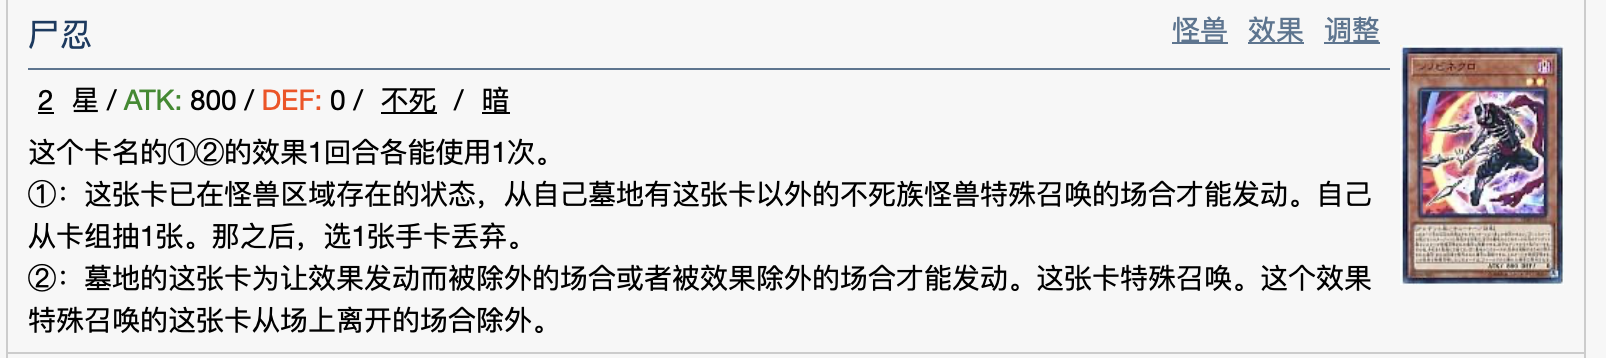 尸忍
怪兽 效果 调整
2 星 / ATK: 800 / DEF: 0 / 不死 / 暗
这个卡名的①②的效果1回合各能使用1次。
①：这张卡已在怪兽区域存在的状态，从自己墓地有这张卡以外的不死族怪兽特殊召唤的场合才能发动。自己
从卡组抽1张。那之后，选1张手卡丢弃。
②：墓地的这张卡为让效果发动而被除外的场合或者被效果除外的场合才能发动。这张卡特殊召唤。这个效果
特殊召唤的这张卡从场上离开的场合除外。
シノビネクロ